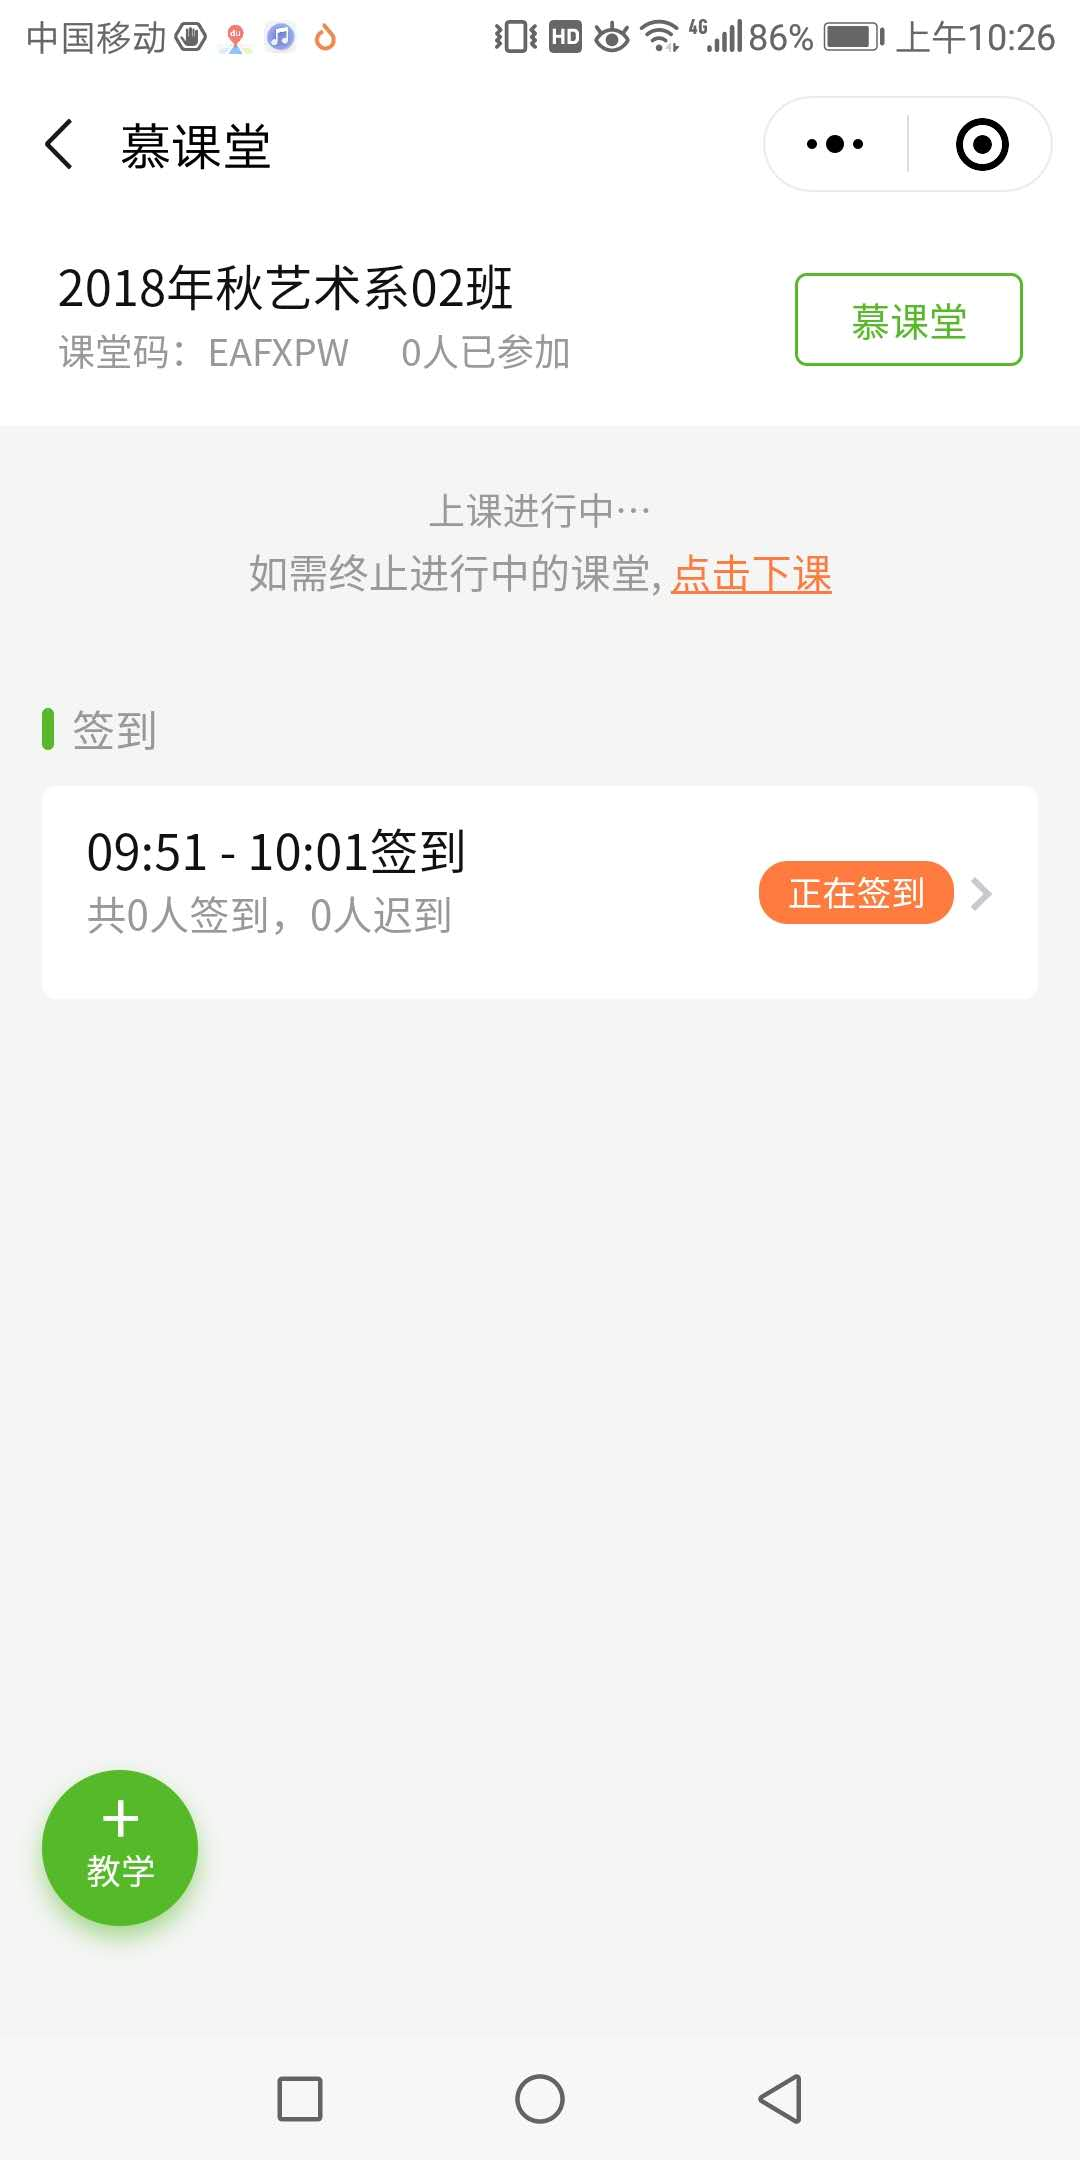 中国移动 HD 4G 86% 上午10:26
慕课堂
2018年秋艺术系02班
慕课堂
课堂码：EAFXPW 0人已参加
上课进行中…
如需终止进行中的课堂,点击下课
签到
09:51 - 10:01签到
正在签到
共0人签到，0人迟到
教学